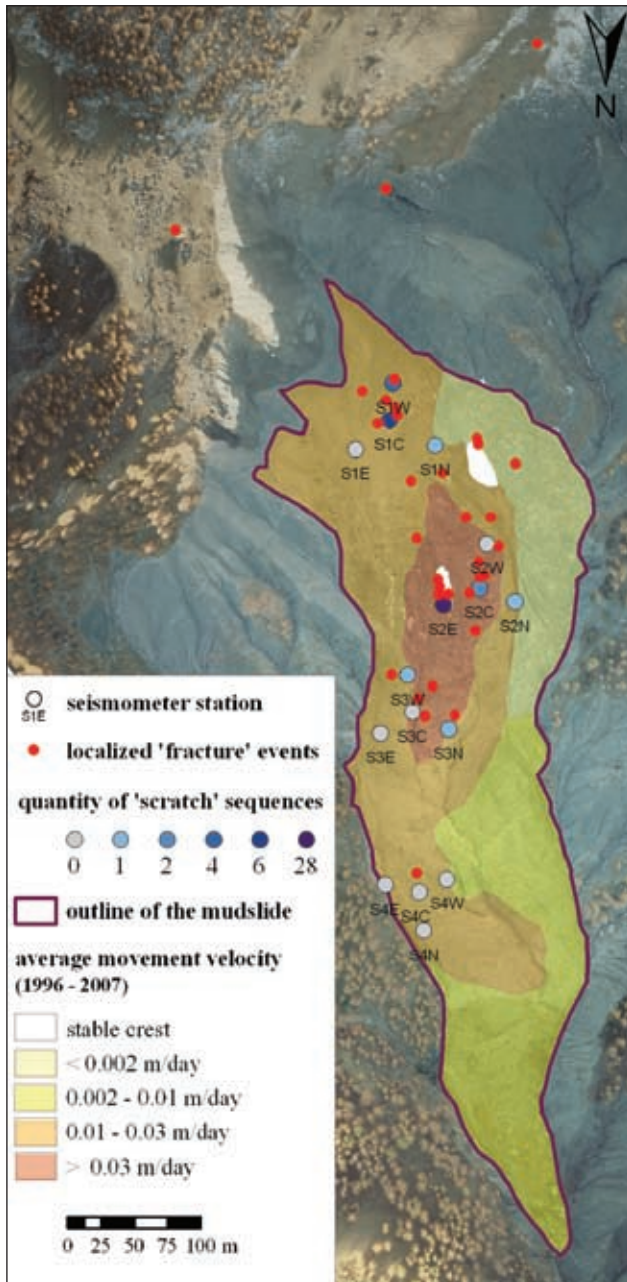 N
S1W
S1C
S1E
S1N
S2W
S2C
S2E
S2N
S3W
S3C
S3E
S3N
S4E
S4W
S4C
S4N
S1E
seismometer station
localized 'fracture' events
quantity of 'scratch' sequences
0 1 2 4 6 28
outline of the mudslide
average movement velocity
(1996 - 2007)
stable crest
< 0.002 m/day
0.002 - 0.01 m/day
0.01 - 0.03 m/day
> 0.03 m/day
0 25 50 100 m